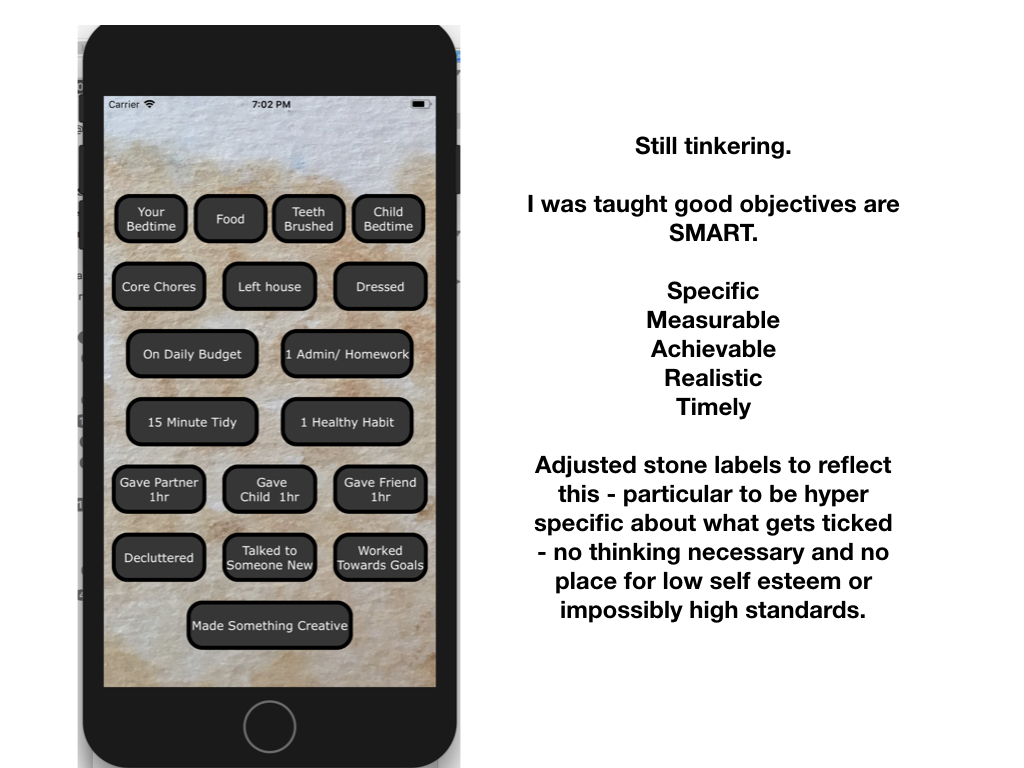 Carrier 7:02 PM
Your Bedtime
Food
Teeth Brushed
Child Bedtime
Core Chores
Left house
Dressed
On Daily Budget
1 Admin/ Homework
15 Minute Tidy
1 Healthy Habit
Gave Partner 1hr
Gave Child 1hr
Gave Friend 1hr
Decluttered
Talked to Someone New
Worked Towards Goals
Made Something Creative
Still tinkering.
I was taught good objectives are
SMART.
Specific
Measurable
Achievable
Realistic
Timely
Adjusted stone labels to reflect
this - particular to be hyper
specific about what gets ticked
- no thinking necessary and no
place for low self esteem or
impossibly high standards.